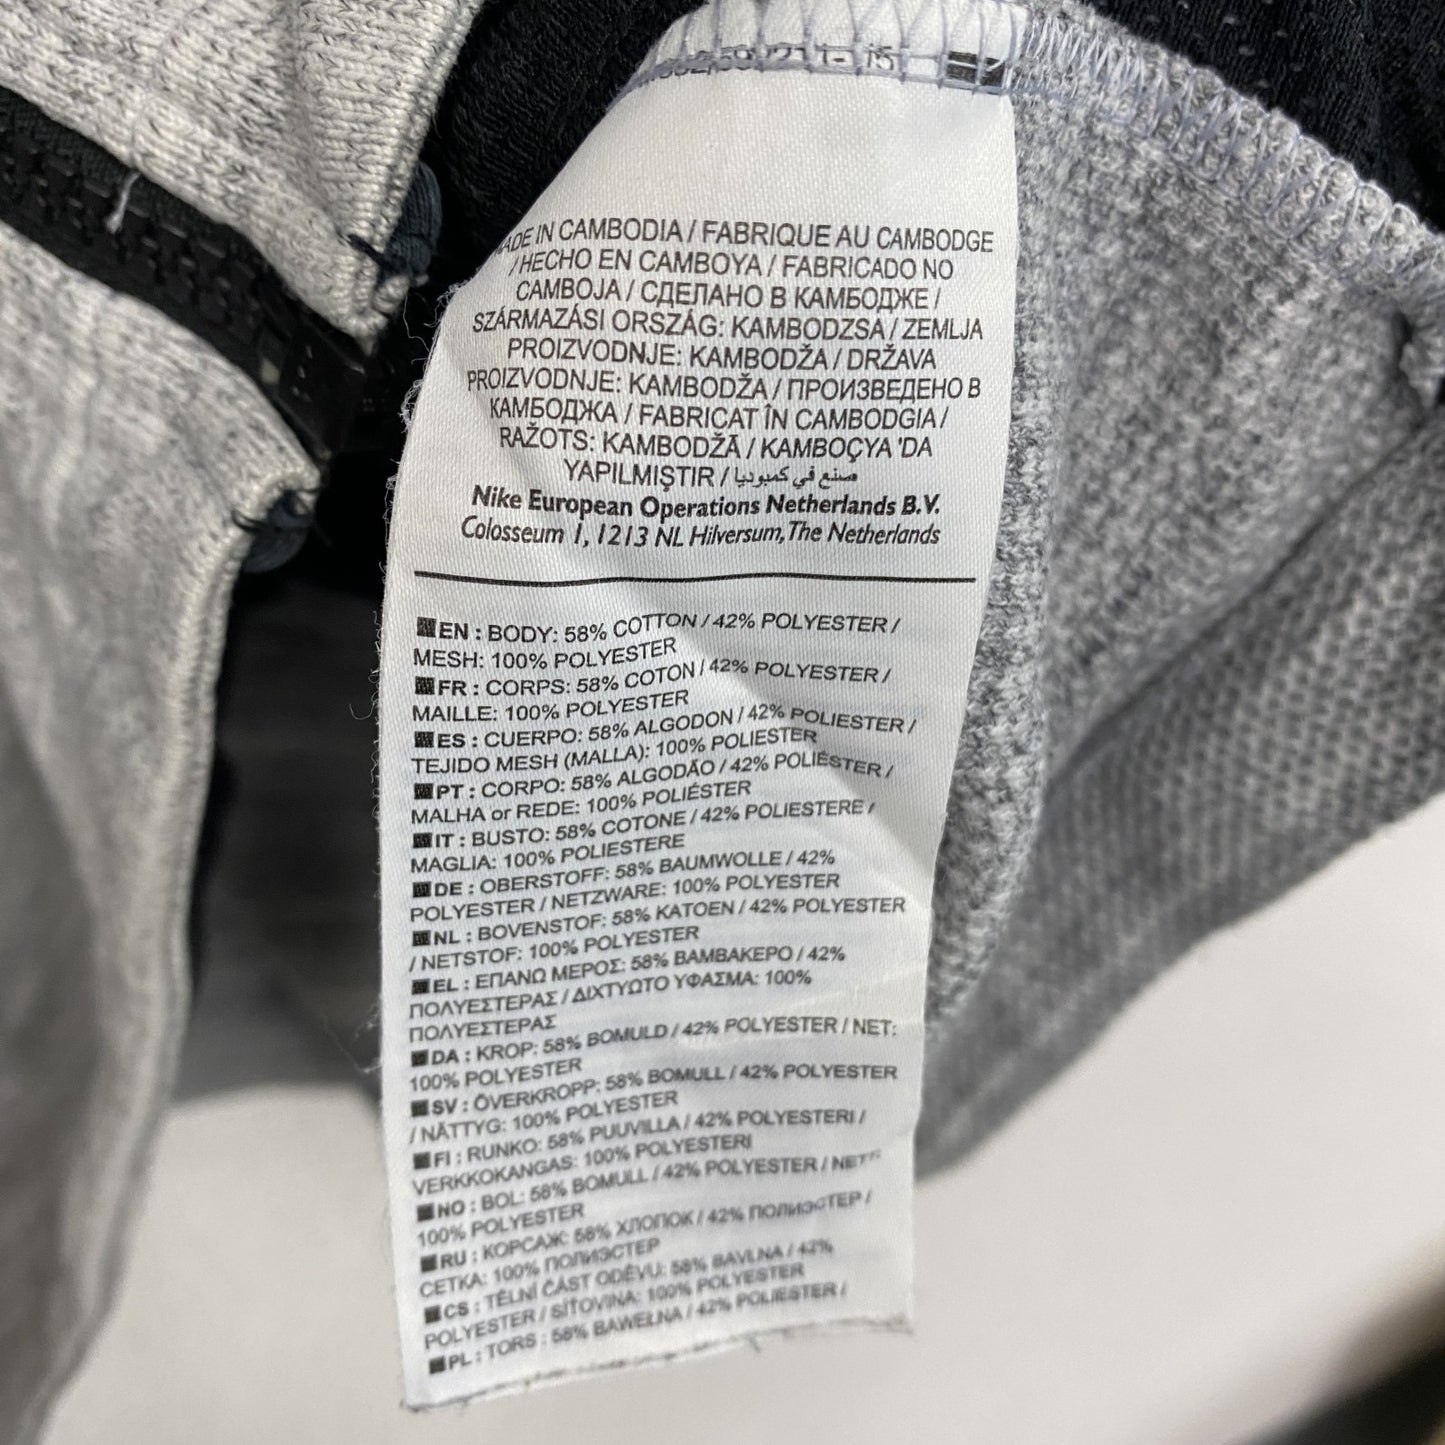 ADE IN CAMBODIA / FABRIQUE AU CAMBODGE
/ HECHO EN CAMBOYA / FABRICADO NO
CAMBOJA / СДЕЛАНО В КАМБОДЖЕ /
SZÁRMAZÁSI ORSZÁG: KAMBODZSA / ZEMLJA
PROIZVODNJE: KAMBODŽA / DRŽAVA
PROIZVODNJE: KAMBODŽA / ПРОИЗВЕДЕНО В
КАМБОДЖА / FABRICAT ÎN CAMBODGIA /
RAŽOTS: KAMBODŽĀ / KAMBOÇYA 'DA
YAPILMIŞTIR / صنع في كمبوديا
Nike European Operations Netherlands B.V.
Colosseum 1, 1213 NL Hilversum, The Netherlands
EN : BODY: 58% COTTON / 42% POLYESTER /
MESH: 100% POLYESTER
FR : CORPS: 58% COTON / 42% POLYESTER /
MAILLE: 100% POLYESTER
ES : CUERPO: 58% ALGODON / 42% POLIESTER /
TEJIDO MESH (MALLA): 100% POLIESTER
PT : CORPO: 58% ALGODÃO / 42% POLIÉSTER /
MALHA or REDE: 100% POLIÉSTER
IT : BUSTO: 58% COTONE / 42% POLIESTERE /
MAGLIA: 100% POLIESTERE
DE : OBERSTOFF: 58% BAUMWOLLE / 42%
POLYESTER / NETZWARE: 100% POLYESTER
NL : BOVENSTOF: 58% KATOEN / 42% POLYESTER
/ NETSTOF: 100% POLYESTER
EL : ΕΠΑΝΩ ΜΕΡΟΣ: 58% ΒΑΜΒΑΚΕΡΟ / 42%
ΠΟΛΥΕΣΤΕΡΑΣ / ΔΙΧΤΥΩΤΟ ΥΦΑΣΜΑ: 100%
ΠΟΛΥΕΣΤΕΡΑΣ
DA : KROP: 58% BOMULD / 42% POLYESTER / NET:
100% POLYESTER
SV : ÖVERKROPP: 58% BOMULL / 42% POLYESTER
/ NÄTTYG: 100% POLYESTER
FI : RUNKO: 58% PUUVILLA / 42% POLYESTERI /
VERKKOKANGAS: 100% POLYESTERI
NO : BOL: 58% BOMULL / 42% POLYESTER /
100% POLYESTER
RU : КОРСАЖ: 58% ХЛОПОК / 42% ПОЛИЭСТЕР /
СЕТКА: 100% ПОЛИЭСТЕР
CS : TĚLNÍ ČÁST ODĚVU: 58% BAVLNA / 42%
POLYESTER / SÍŤOVINA: 100% POLYESTER
PL : TORS : 58% BAWEŁNA / 42% POLIESTER /